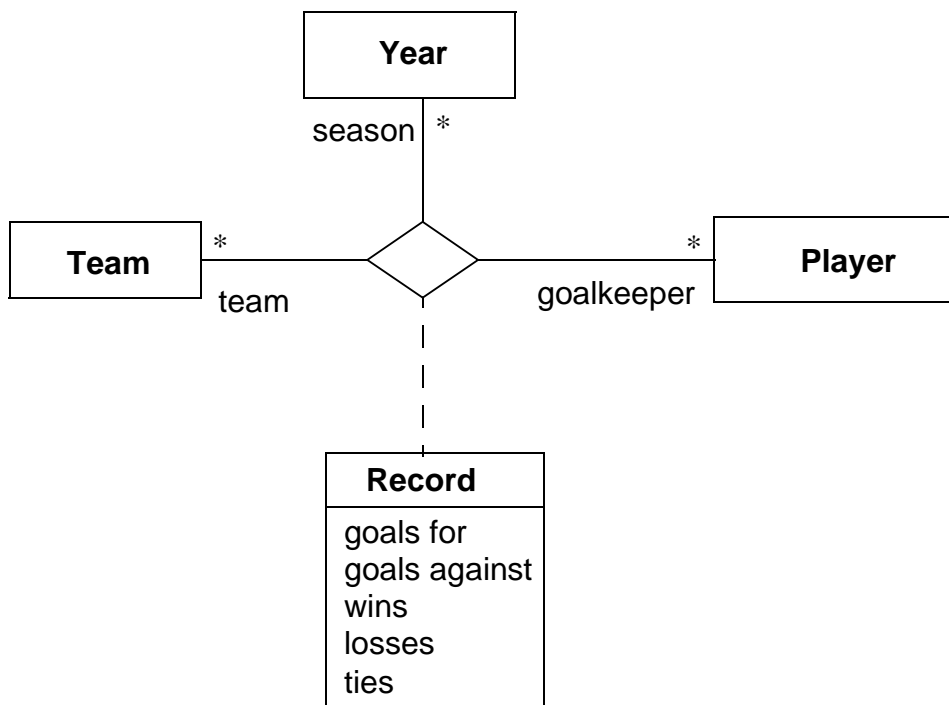 Year
season *
Team
*
team
*
goalkeeper
Player
Record
goals for
goals against
wins
losses
ties